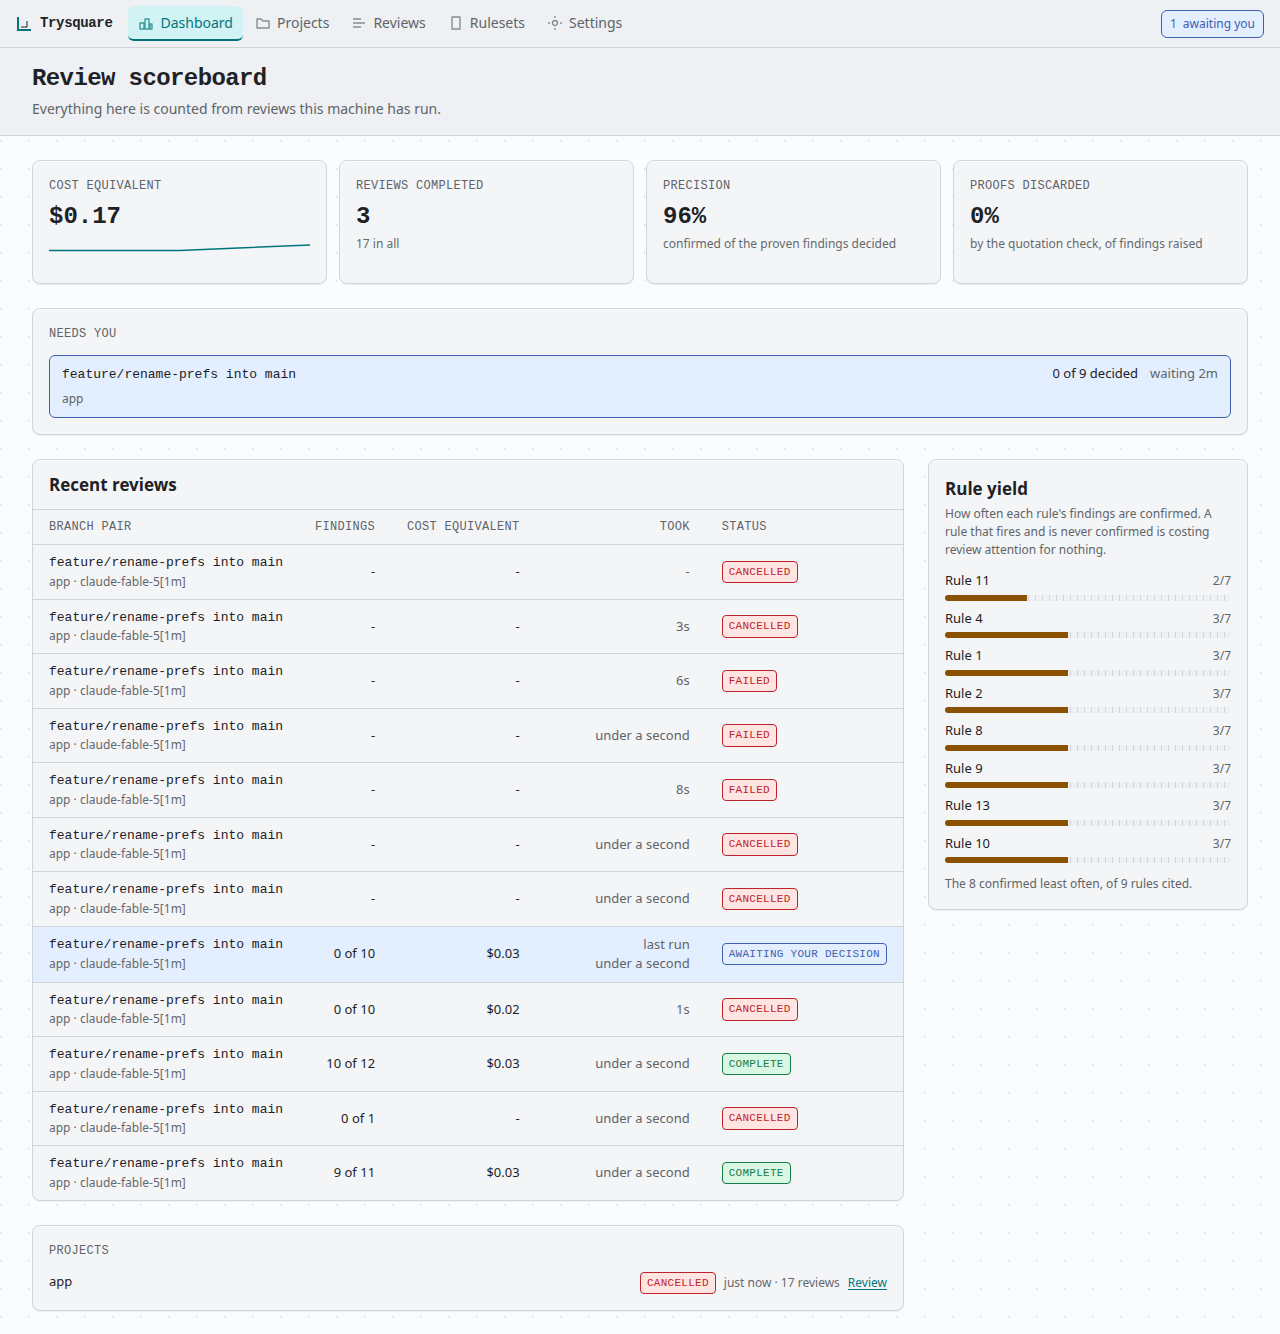 Trysquare
Dashboard
Projects
Reviews
Rulesets
Settings
1 awaiting you
Review scoreboard
Everything here is counted from reviews this machine has run.
COST EQUIVALENT
$0.17
REVIEWS COMPLETED
3
17 in all
PRECISION
96%
confirmed of the proven findings decided
PROOFS DISCARDED
0%
by the quotation check, of findings raised
NEEDS YOU
feature/rename-prefs into main
0 of 9 decided waiting 2m
app
Recent reviews
BRANCH PAIR FINDINGS COST EQUIVALENT TOOK STATUS
feature/rename-prefs into main
app · claude-fable-5[1m]
- - - CANCELLED
feature/rename-prefs into main
app · claude-fable-5[1m]
- - 3s CANCELLED
feature/rename-prefs into main
app · claude-fable-5[1m]
- - 6s FAILED
feature/rename-prefs into main
app · claude-fable-5[1m]
- - under a second FAILED
feature/rename-prefs into main
app · claude-fable-5[1m]
- - 8s FAILED
feature/rename-prefs into main
app · claude-fable-5[1m]
- - under a second CANCELLED
feature/rename-prefs into main
app · claude-fable-5[1m]
- - under a second CANCELLED
feature/rename-prefs into main
app · claude-fable-5[1m]
0 of 10 $0.03 last run
under a second AWAITING YOUR DECISION
feature/rename-prefs into main
app · claude-fable-5[1m]
0 of 10 $0.02 1s CANCELLED
feature/rename-prefs into main
app · claude-fable-5[1m]
10 of 12 $0.03 under a second COMPLETE
feature/rename-prefs into main
app · claude-fable-5[1m]
0 of 1 - under a second CANCELLED
feature/rename-prefs into main
app · claude-fable-5[1m]
9 of 11 $0.03 under a second COMPLETE
Rule yield
How often each rule's findings are confirmed. A
rule that fires and is never confirmed is costing
review attention for nothing.
Rule 11 2/7
Rule 4 3/7
Rule 1 3/7
Rule 2 3/7
Rule 8 3/7
Rule 9 3/7
Rule 13 3/7
Rule 10 3/7
The 8 confirmed least often, of 9 rules cited.
PROJECTS
app
CANCELLED just now · 17 reviews Review